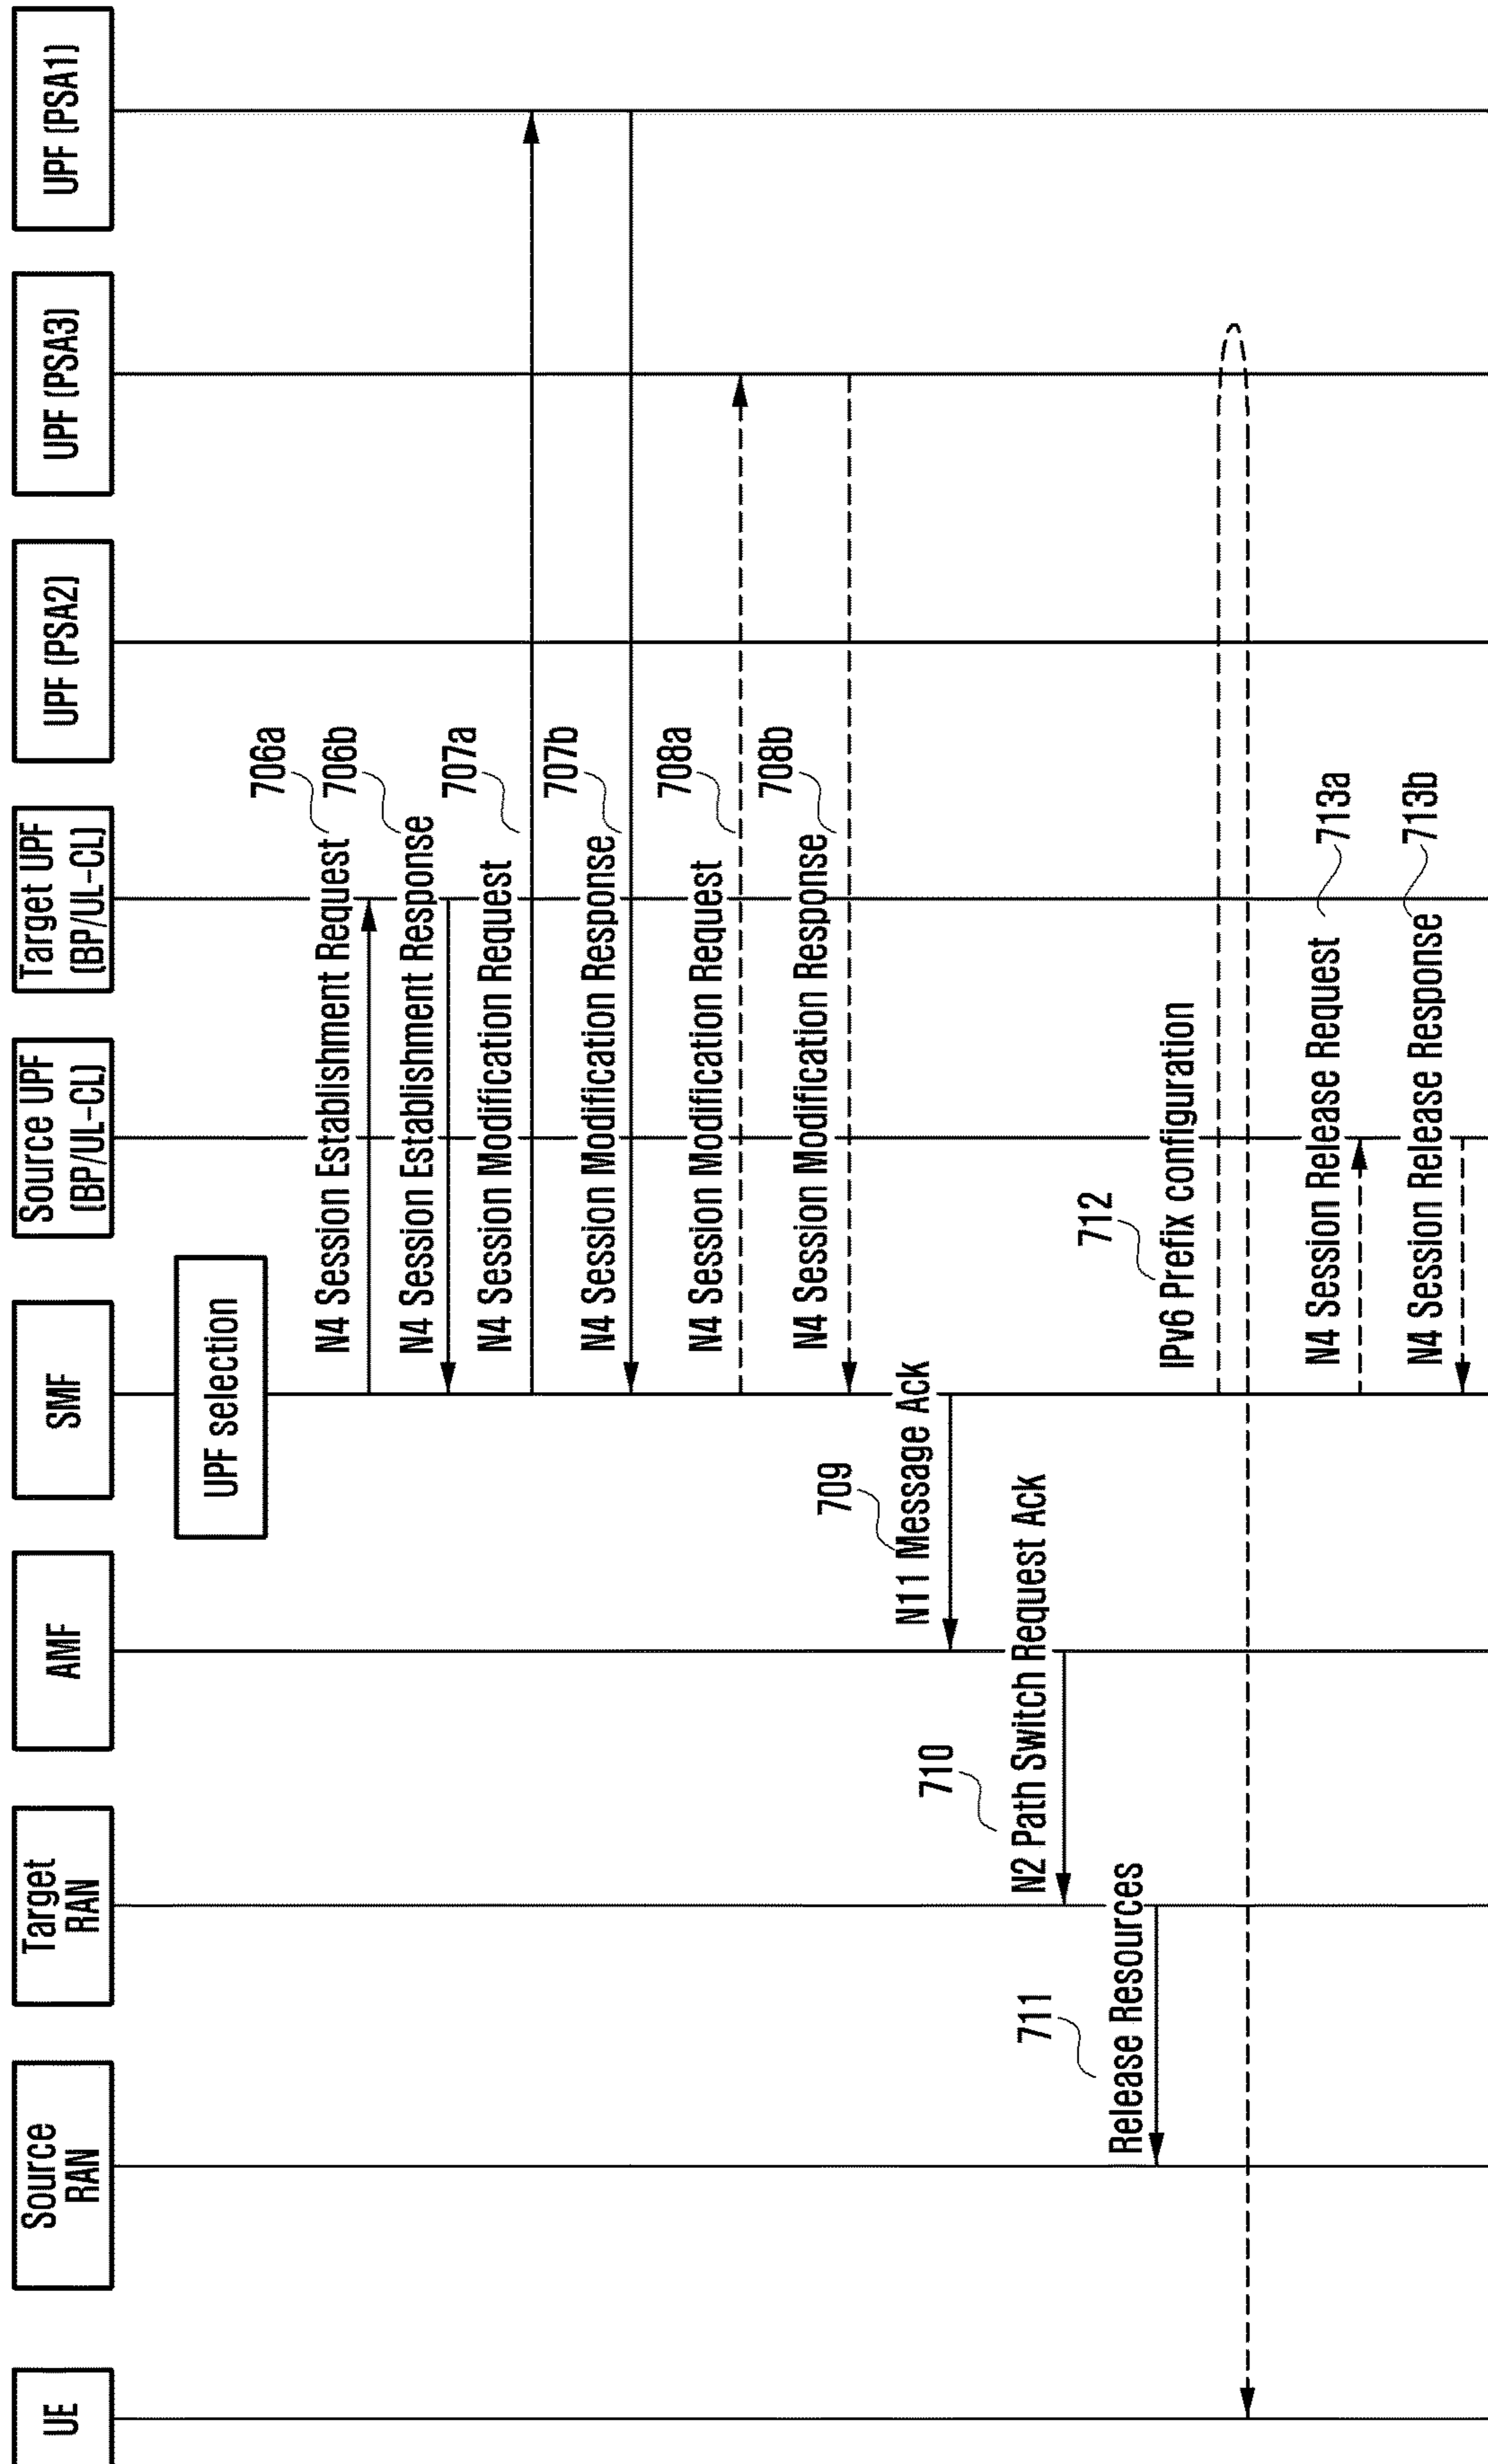 UE
Source
RAN
Target
RAN
AMF
SMF
Source UPF
(BP/UL-CL)
Target UPF
(BP/UL-CL)
UPF (PSA2)
UPF (PSA3)
UPF (PSA1)
UPF selection
706a
N4 Session Establishment Request
706b
N4 Session Establishment Response
707a
N4 Session Modification Request
707b
N4 Session Modification Response
708a
N4 Session Modification Request
708b
N4 Session Modification Response
709
N11 Message Ack
710
N2 Path Switch Request Ack
711
Release Resources
712
IPv6 Prefix configuration
713a
N4 Session Release Request
713b
N4 Session Release Response